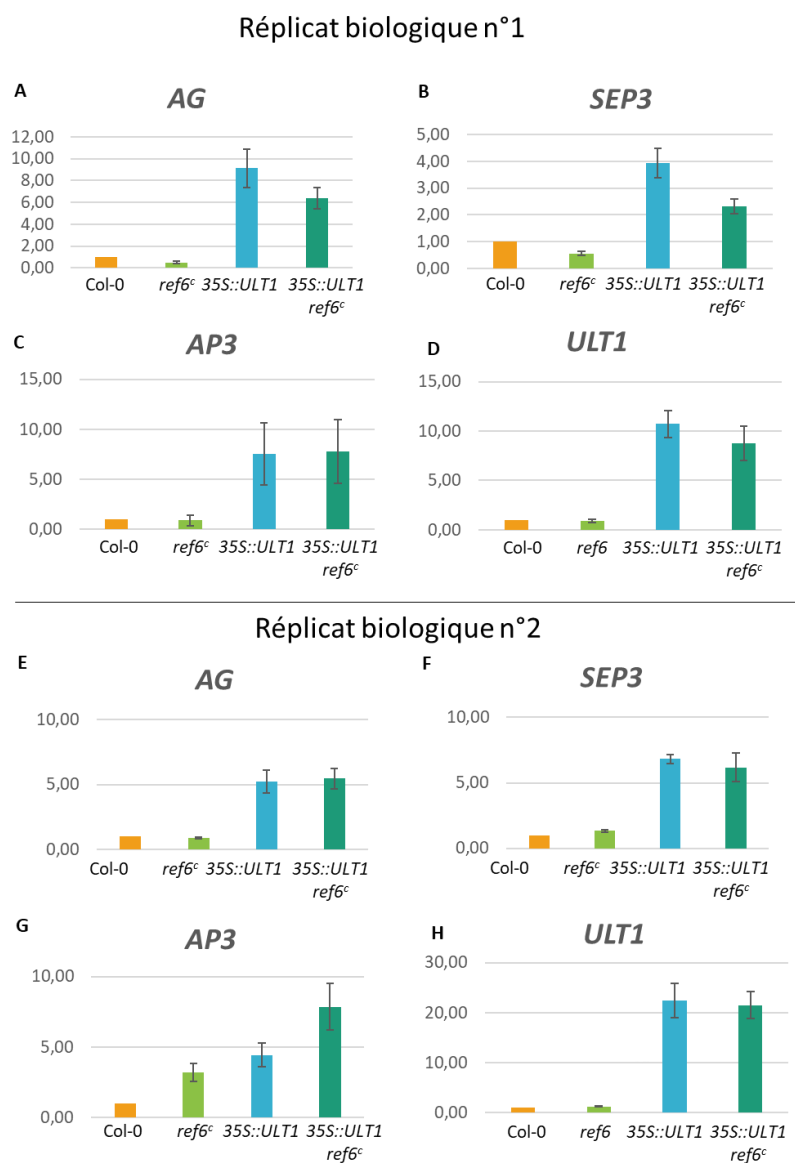 Réplicat biologique n°1
A
AG
12,00
10,00
8,00
6,00
4,00
2,00
0,00
Col-0 ref6ᶜ 35S::ULT1 35S::ULT1
ref6ᶜ
B
SEP3
5,00
4,00
3,00
2,00
1,00
0,00
Col-0 ref6ᶜ 35S::ULT1 35S::ULT1
ref6ᶜ
C
AP3
15,00
10,00
5,00
0,00
Col-0 ref6ᶜ 35S::ULT1 35S::ULT1
ref6ᶜ
D
ULT1
15,00
10,00
5,00
0,00
Col-0 ref6 35S::ULT1 35S::ULT1
ref6ᶜ
Réplicat biologique n°2
E
AG
10,00
5,00
0,00
Col-0 ref6ᶜ 35S::ULT1 35S::ULT1
ref6ᶜ
F
SEP3
10,00
5,00
0,00
Col-0 ref6ᶜ 35S::ULT1 35S::ULT1
ref6ᶜ
G
AP3
10,00
5,00
0,00
Col-0 ref6ᶜ 35S::ULT1 35S::ULT1
ref6ᶜ
H
ULT1
30,00
20,00
10,00
0,00
Col-0 ref6 35S::ULT1 35S::ULT1
ref6ᶜ